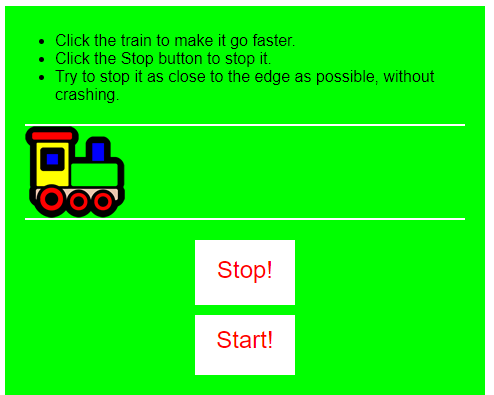 Click the train to make it go faster.
Click the Stop button to stop it.
Try to stop it as close to the edge as possible, without
crashing.
Stop!
Start!